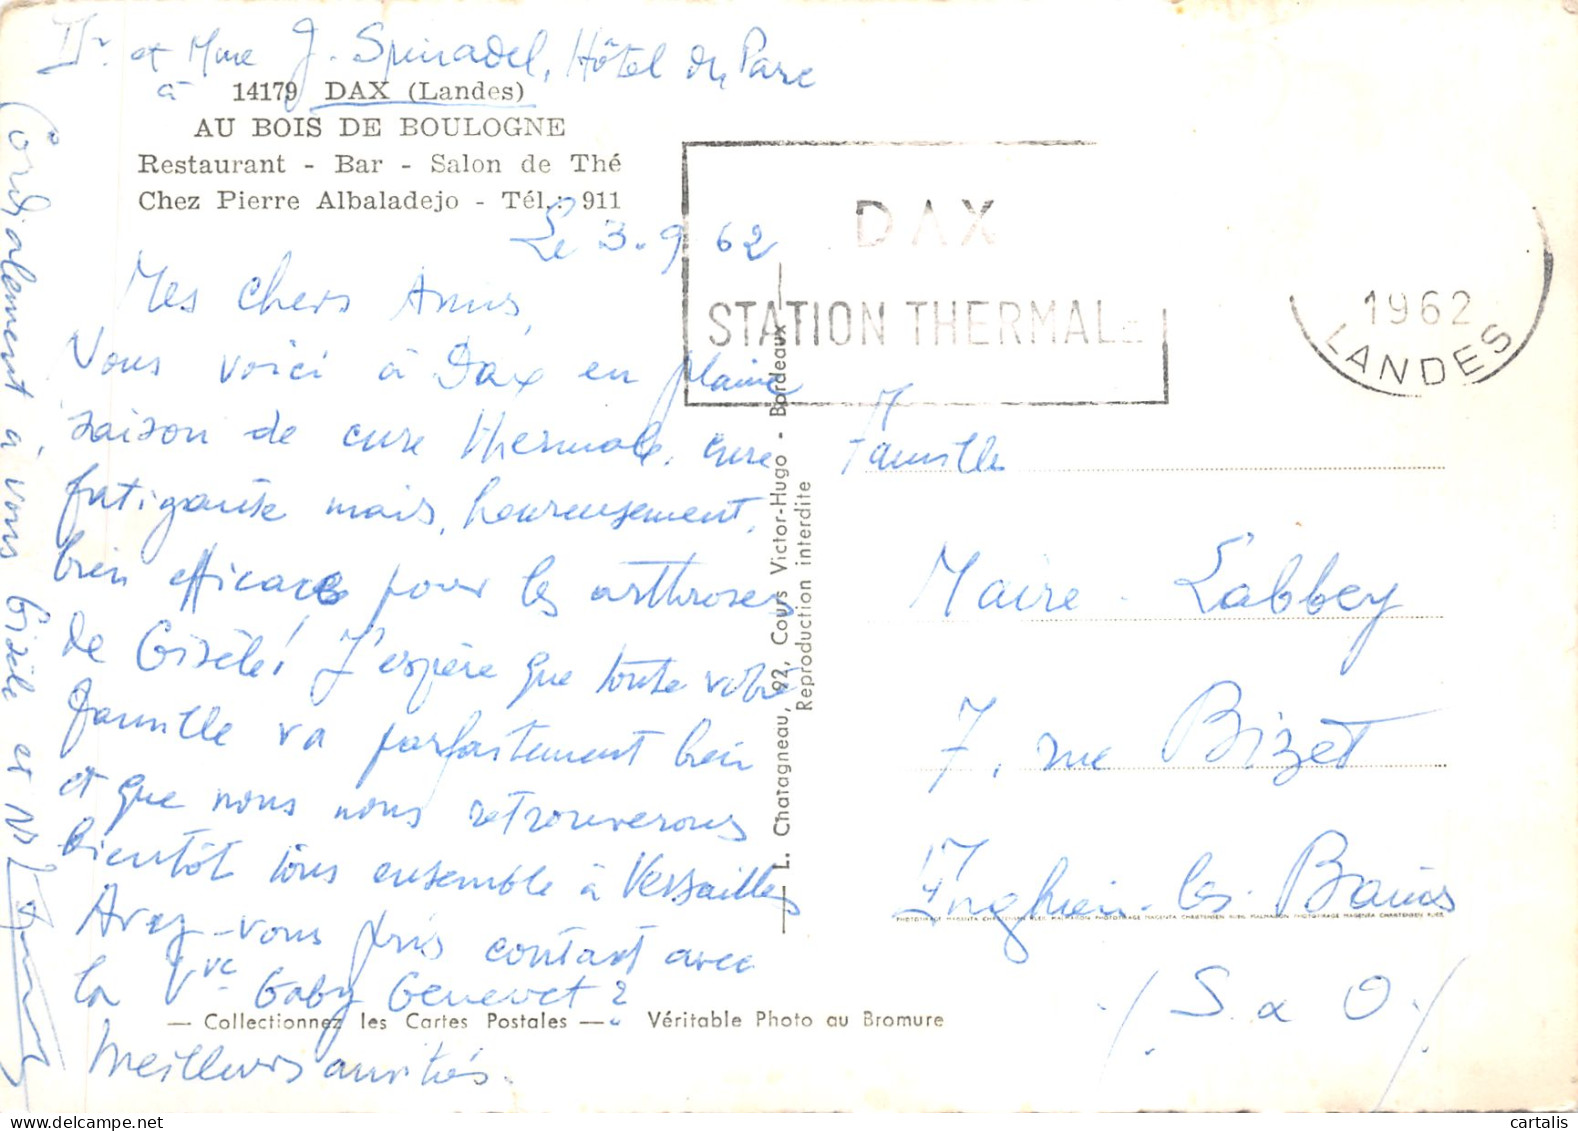 et Mme J. Spinadel, Hôtel du Parc
à 14179 DAX (Landes)
AU BOIS DE BOULOGNE
Restaurant - Bar - Salon de Thé
Chez Pierre Albaladejo - Tél. : 911
Le 3.9.62
Mes chers Amis,
Vous voici à Dax en pleine
saison de cure thermale, cure
fatigante mais, heureusement,
bien efficace pour les arthroses
de Gisèle! J'espère que toute votre
famille va parfaitement bien
et que nous nous retrouverons
bientôt tous ensemble à Versailles
Avez-vous pris contact avec
la Vve Gaby Genevet ?
Meilleurs amitiés.
Cordialement à vous Gisèle et
— Collectionnez les Cartes Postales — Véritable Photo au Bromure
L. Chatagneau, 92, Cours Victor-Hugo - Bordeaux
Reproduction interdite
DAX
STATION THERMALE
1962
LANDES
Famille
Maire - Labbey
7, rue Bizet
Enghien-les-Bains
(S & O)
cartalis